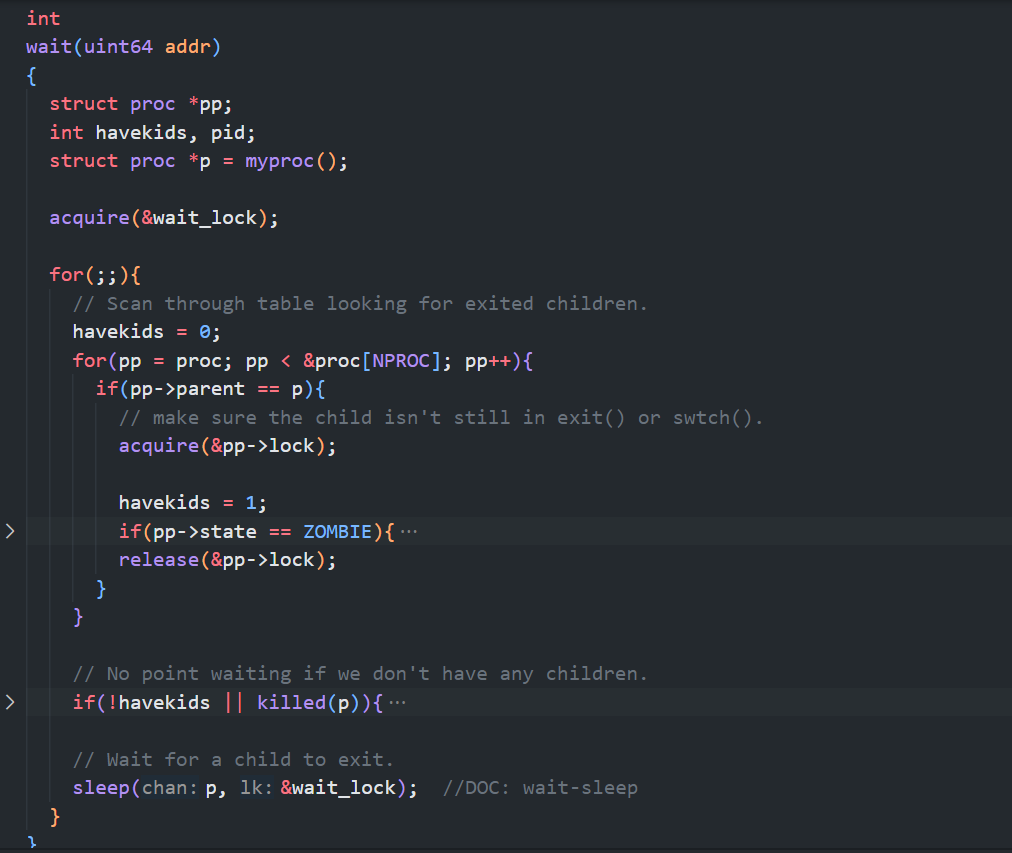 int
wait(uint64 addr)
{
  struct proc *pp;
  int havekids, pid;
  struct proc *p = myproc();

  acquire(&wait_lock);

  for(;;){
    // Scan through table looking for exited children.
    havekids = 0;
    for(pp = proc; pp < &proc[NPROC]; pp++){
      if(pp->parent == p){
        // make sure the child isn't still in exit() or swtch().
        acquire(&pp->lock);

        havekids = 1;
        if(pp->state == ZOMBIE){ ···
        release(&pp->lock);
      }
    }

    // No point waiting if we don't have any children.
    if(!havekids || killed(p)){ ···

    // Wait for a child to exit.
    sleep(chan: p, lk: &wait_lock);  //DOC: wait-sleep
  }
}